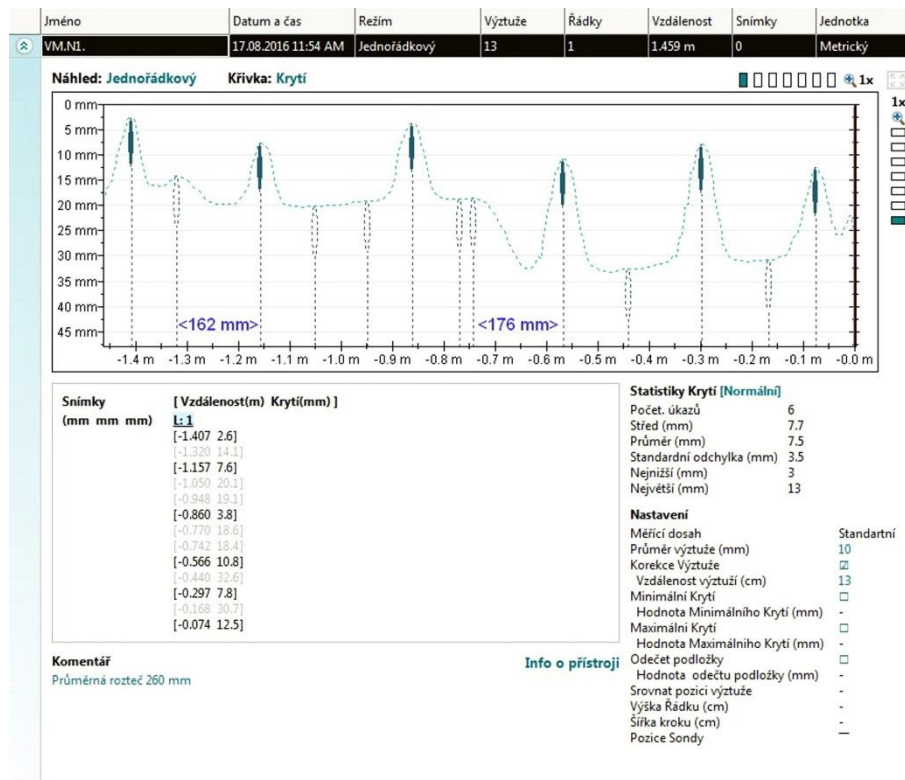 Jméno Datum a čas Režím Výztuže Řádky Vzdálenost Snímky Jednotka
VM.N1. 17.08.2016 11:54 AM Jednořádkový 13 1 1.459 m 0 Metrický
Náhled: Jednořádkový Křivka: Krytí 1x
1x
0 mm
5 mm
10 mm
15 mm
20 mm
25 mm
30 mm
35 mm
40 mm
45 mm
<162 mm> <176 mm>
-1.4 m -1.3 m -1.2 m -1.1 m -1.0 m -0.9 m -0.8 m -0.7 m -0.6 m -0.5 m -0.4 m -0.3 m -0.2 m -0.1 m -0.0 m
Snímky [ Vzdálenost(m) Krytí(mm) ]
(mm mm mm) L: 1
[-1.407 2.6]
[-1.320 14.1]
[-1.157 7.6]
[-1.050 20.1]
[-0.948 19.1]
[-0.860 3.8]
[-0.770 18.6]
[-0.742 18.4]
[-0.566 10.8]
[-0.440 32.6]
[-0.297 7.8]
[-0.168 30.7]
[-0.074 12.5]
Statistiky Krytí [Normální]
Počet. úkazů 6
Střed (mm) 7.7
Průměr (mm) 7.5
Standardní odchylka (mm) 3.5
Nejnižší (mm) 3
Největší (mm) 13
Nastavení
Měřící dosah Standartní
Průměr výztuže (mm) 10
Korekce Výztuže
Vzdálenost výztuží (cm) 13
Minimální Krytí
Hodnota Minimálního Krytí (mm) -
Maximálni Krytí
Hodnota Maximálniho Krytí (mm) -
Odečet podložky
Hodnota odečtu podložky (mm) -
Srovnat pozici výztuže -
Výška Řádku (cm) -
Šířka kroku (cm) -
Pozice Sondy —
Komentář Info o přístroji
Průměrná rozteč 260 mm